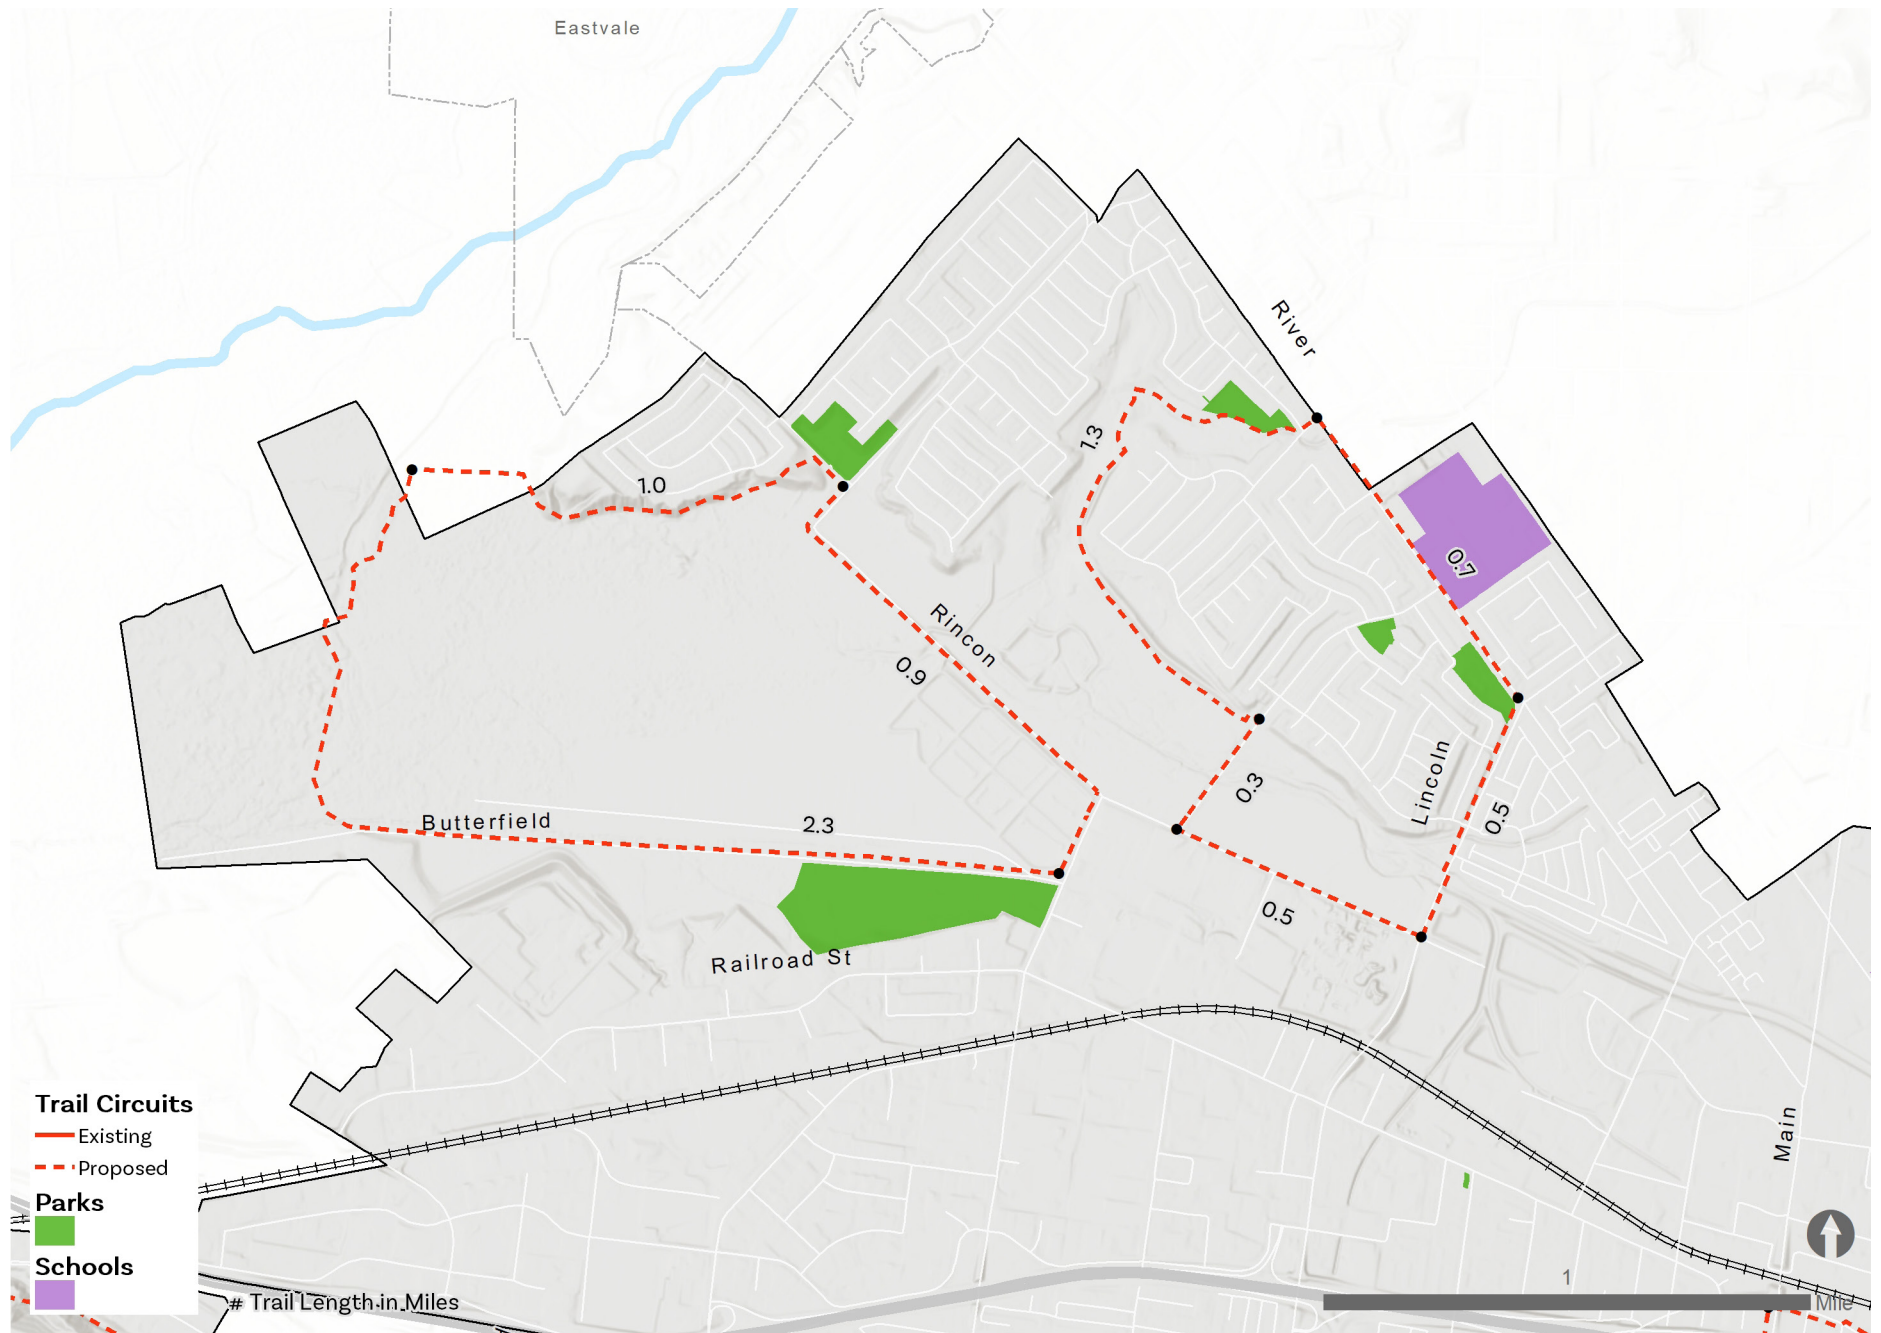 Eastvale
River
1.3
1.0
0.7
Rincon
0.9
Lincoln
0.3
0.5
Butterfield
2.3
0.5
Railroad St
Main
Trail Circuits
Existing
Proposed
Parks
Schools
# Trail Length in Miles
1
Mile